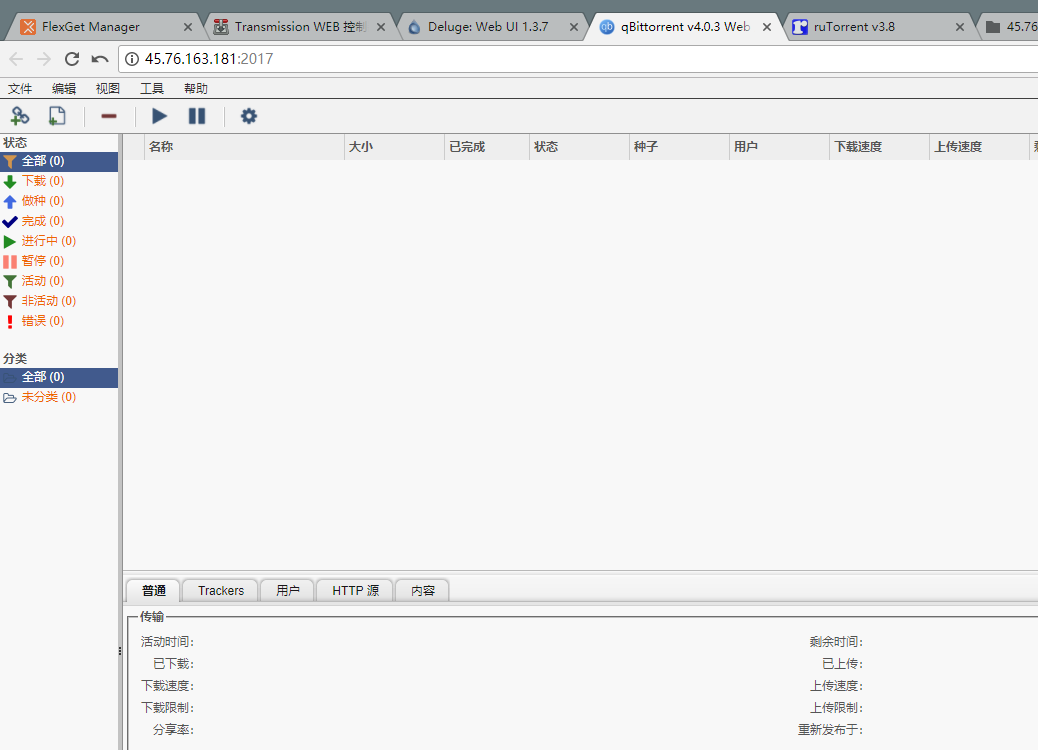 FlexGet Manager
Transmission WEB 控制
Deluge: Web UI 1.3.7
qBittorrent v4.0.3 Web
ruTorrent v3.8
45.76
45.76.163.181:2017
文件 编辑 视图 工具 帮助
状态
全部 (0)
下载 (0)
做种 (0)
完成 (0)
进行中 (0)
暂停 (0)
活动 (0)
非活动 (0)
错误 (0)
分类
全部 (0)
未分类 (0)
名称 大小 已完成 状态 种子 用户 下载速度 上传速度
普通 Trackers 用户 HTTP 源 内容
传输
活动时间: 剩余时间:
已下载: 已上传:
下载速度: 上传速度:
下载限制: 上传限制:
分享率: 重新发布于: